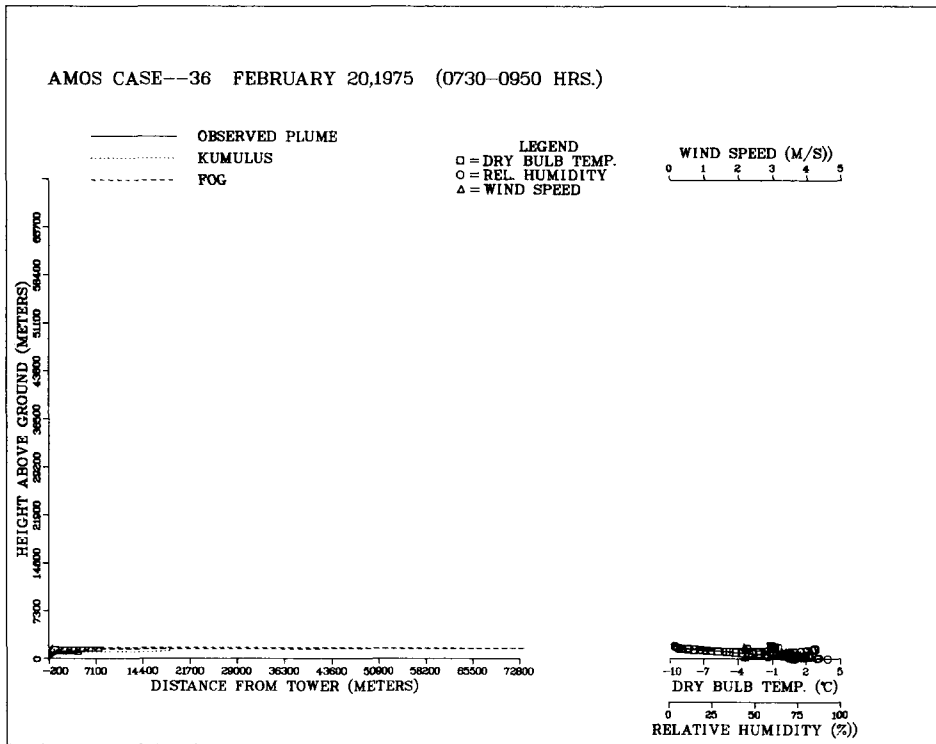 AMOS CASE--36 FEBRUARY 20,1975 (0730-0950 HRS.)
OBSERVED PLUME
KUMULUS
FOG
LEGEND
□ = DRY BULB TEMP.
○ = REL. HUMIDITY
△ = WIND SPEED
WIND SPEED (M/S))
0 1 2 3 4 5
HEIGHT ABOVE GROUND (METERS)
65700
58400
51100
43800
36500
29200
21900
14600
7300
0
-200 7100 14400 21700 29000 36300 43600 50900 58200 65500 72800
DISTANCE FROM TOWER (METERS)
-10 -7 -4 -1 2 5
DRY BULB TEMP. (℃)
0 25 50 75 100
RELATIVE HUMIDITY (%))